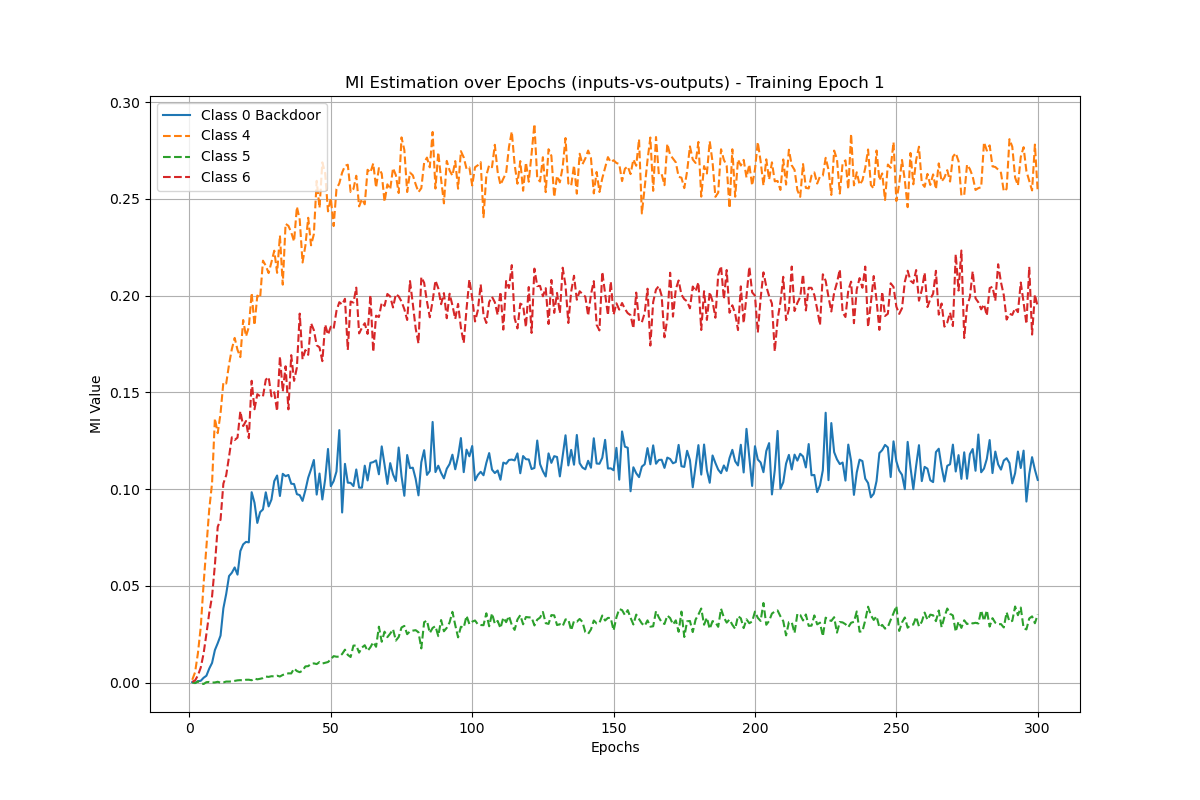 MI Estimation over Epochs (inputs-vs-outputs) - Training Epoch 1
Class 0 Backdoor
Class 4
Class 5
Class 6
0.30
0.25
0.20
0.15
0.10
0.05
0.00
MI Value
0 50 100 150 200 250 300
Epochs